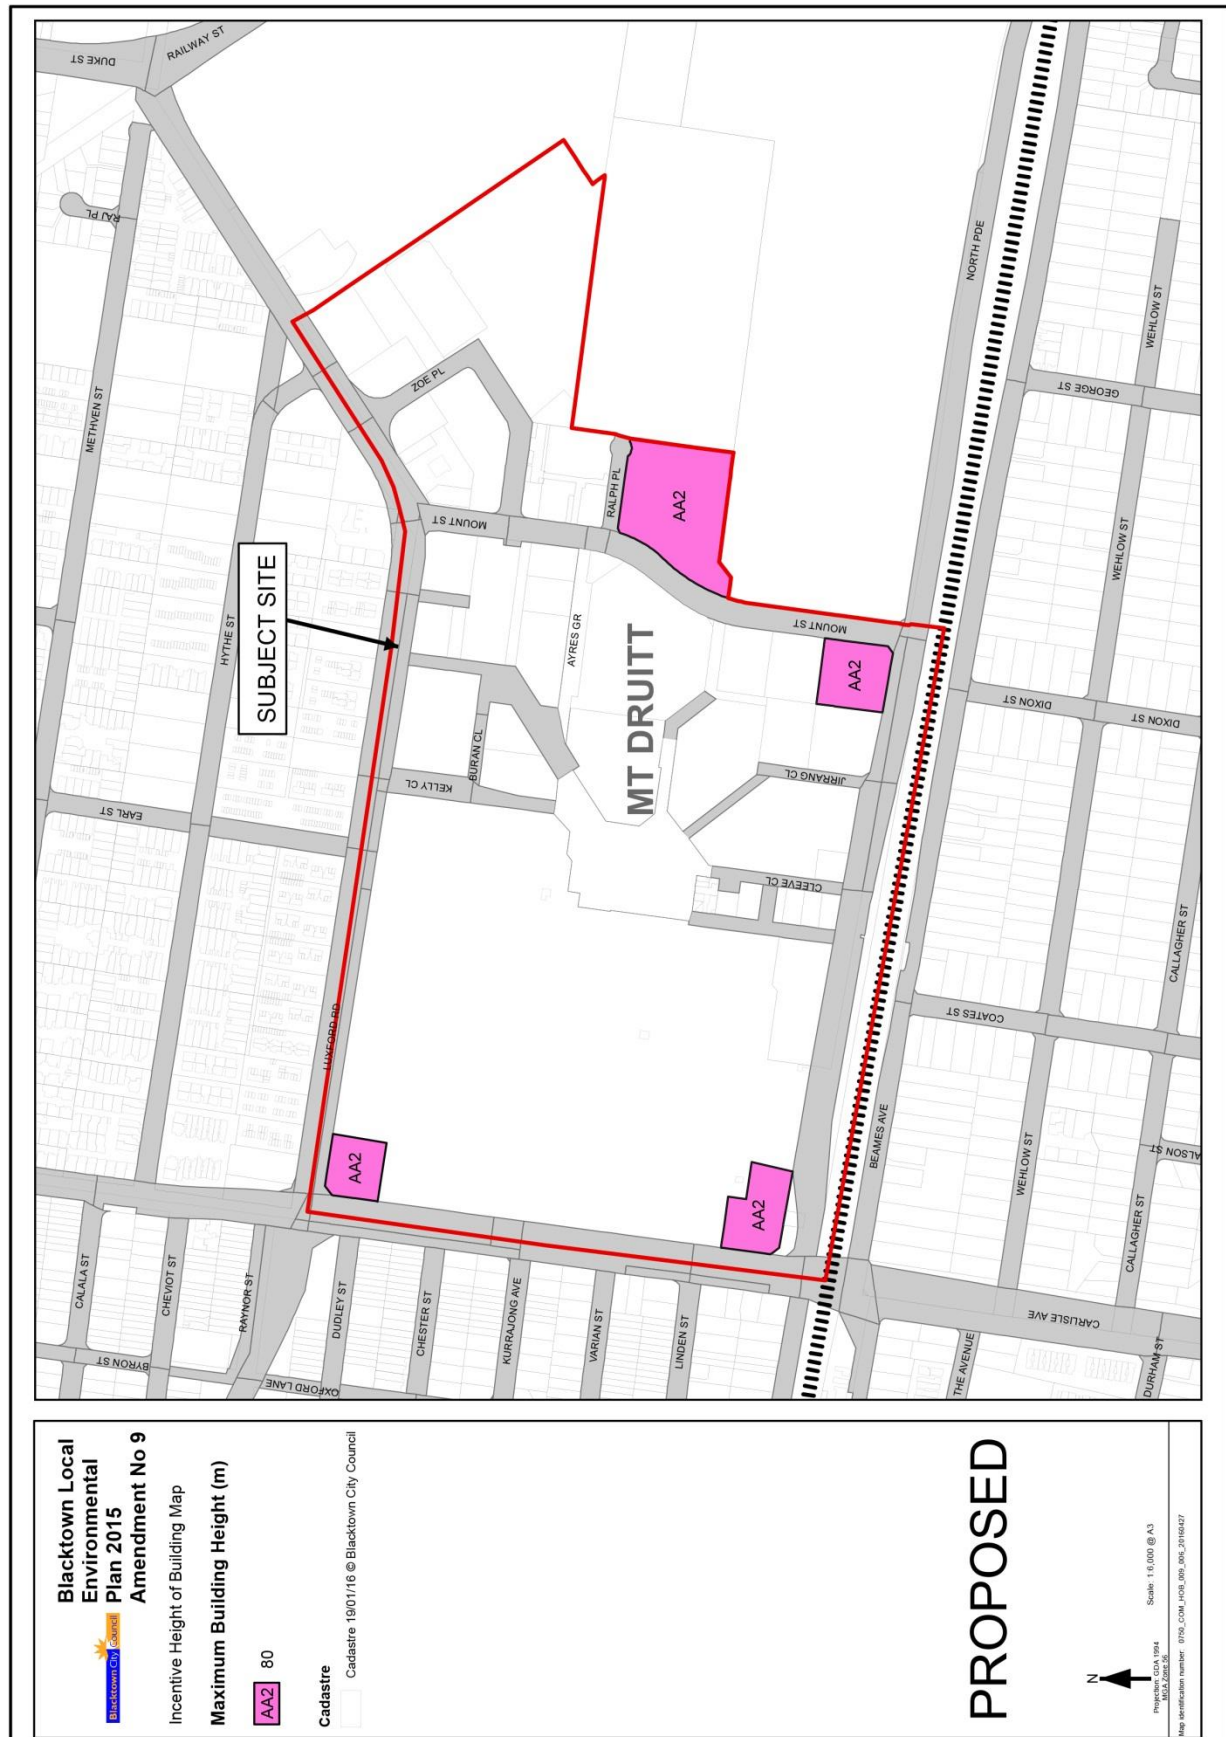 Blacktown Local
Environmental
Plan 2015
Amendment No 9
Blacktown City Council
Incentive Height of Building Map
Maximum Building Height (m)
AA2
80
Cadastre
Cadastre 19/01/16 © Blacktown City Council
PROPOSED
N
Projection: GDA 1994
MGA Zone 56
Scale: 1:6,000 @ A3
Map identification number: 0750_COM_HOB_009_006_20160427
DUKE ST
RAILWAY ST
RAJ PL
METHVEN ST
HYTHE ST
EARL ST
SUBJECT SITE
ZOE PL
MOUNT ST
RALPH PL
AA2
AYRES GR
MT DRUITT
BURAN CL
KELLY CL
MOUNT ST
AA2
JIRRANG CL
CLEEVE CL
LUXFORD RD
AA2
AA2
NORTH PDE
GEORGE ST
WEHLOW ST
WEHLOW ST
DIXON ST
DIXON ST
COATES ST
CALLAGHER ST
BEAMES AVE
WEHLOW ST
CALLAGHER ST
ALSON ST
CARLISLE AVE
THE AVENUE
DURHAM ST
CALALA ST
CHEVIOT ST
RAYNOR ST
BYRON ST
OXFORD LANE
DUDLEY ST
CHESTER ST
KURRAJONG AVE
VARIAN ST
LINDEN ST